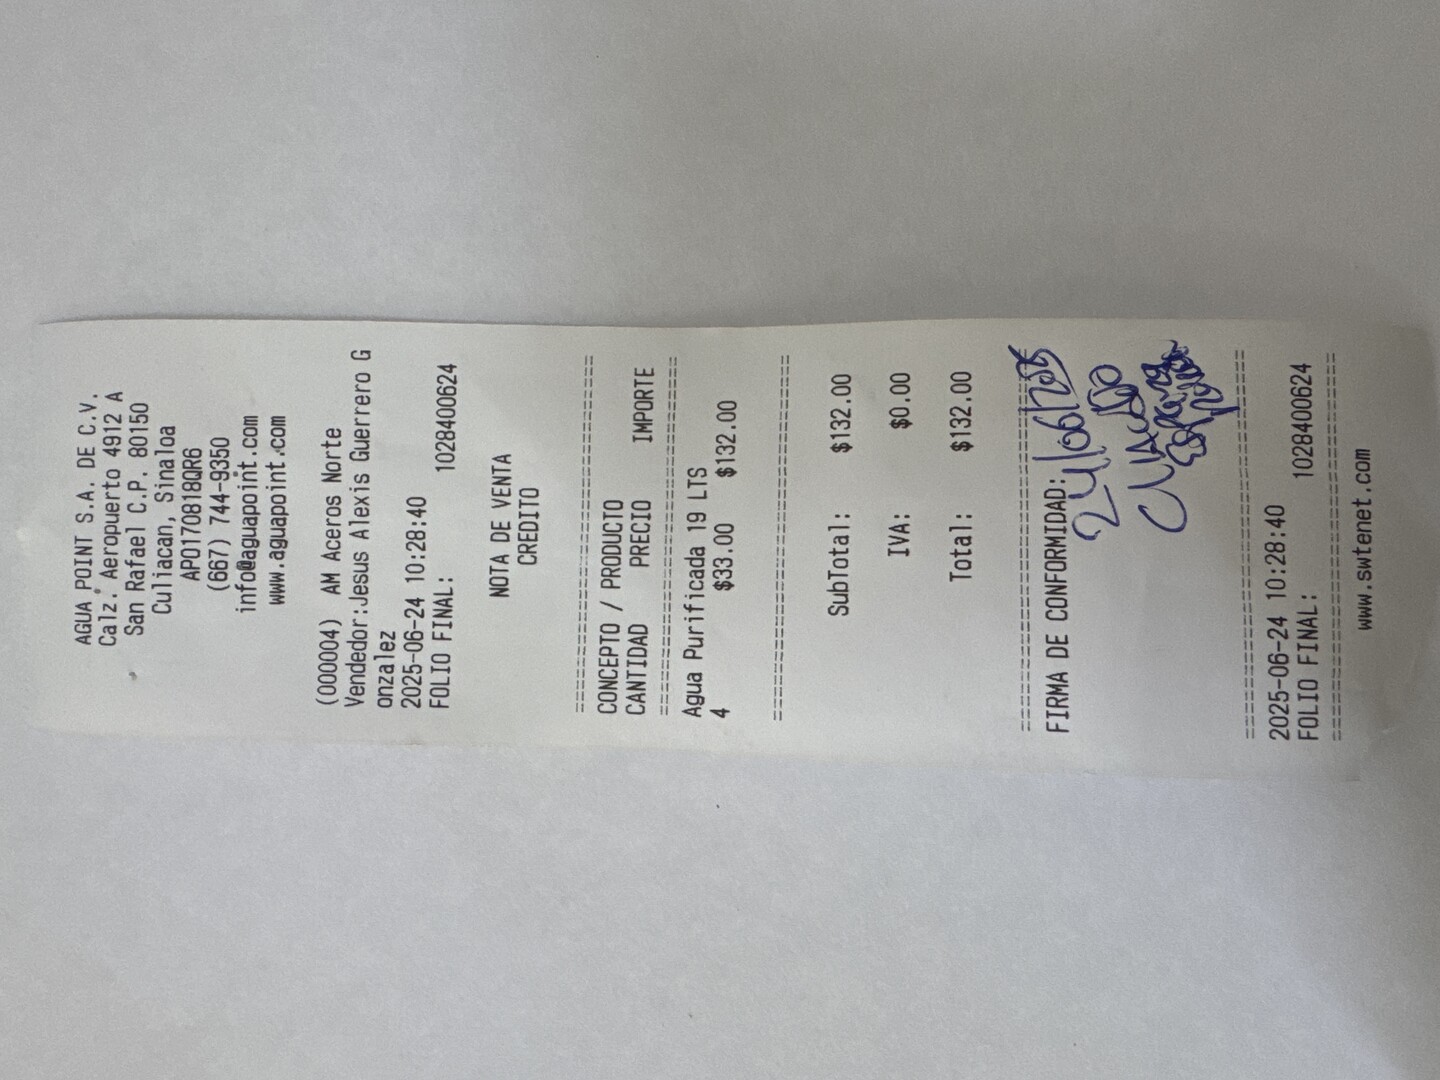 AGUA POINT S.A. DE C.V.
Calz. Aeropuerto 4912 A
San Rafael C.P. 80150
Culiacan, Sinaloa
APO170818QR6
(667) 744-9350
info@aguapoint.com
www.aguapoint.com
(000004) AM Aceros Norte
Vendedor:Jesus Alexis Guerrero G
onzalez
2025-06-24 10:28:40
FOLIO FINAL: 1028400624
NOTA DE VENTA
CREDITO
================================
CONCEPTO / PRODUCTO
CANTIDAD PRECIO IMPORTE
================================
Agua Purificada 19 LTS
4 $33.00 $132.00
================================
SubTotal: $132.00
IVA: $0.00
Total: $132.00
================================
FIRMA DE CONFORMIDAD:
24/06/2025
================================
2025-06-24 10:28:40
FOLIO FINAL: 1028400624
================================
www.swtenet.com